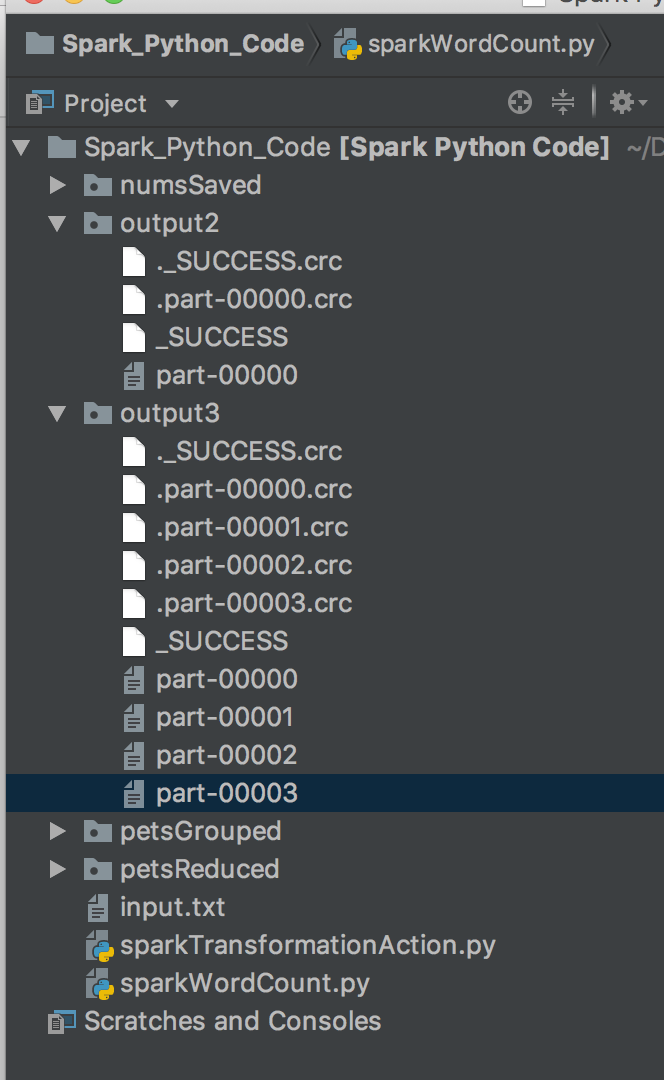 Spark_Python_Code sparkWordCount.py
Project
Spark_Python_Code [Spark Python Code] ~/D
numsSaved
output2
._SUCCESS.crc
.part-00000.crc
_SUCCESS
part-00000
output3
._SUCCESS.crc
.part-00000.crc
.part-00001.crc
.part-00002.crc
.part-00003.crc
_SUCCESS
part-00000
part-00001
part-00002
part-00003
petsGrouped
petsReduced
input.txt
sparkTransformationAction.py
sparkWordCount.py
Scratches and Consoles